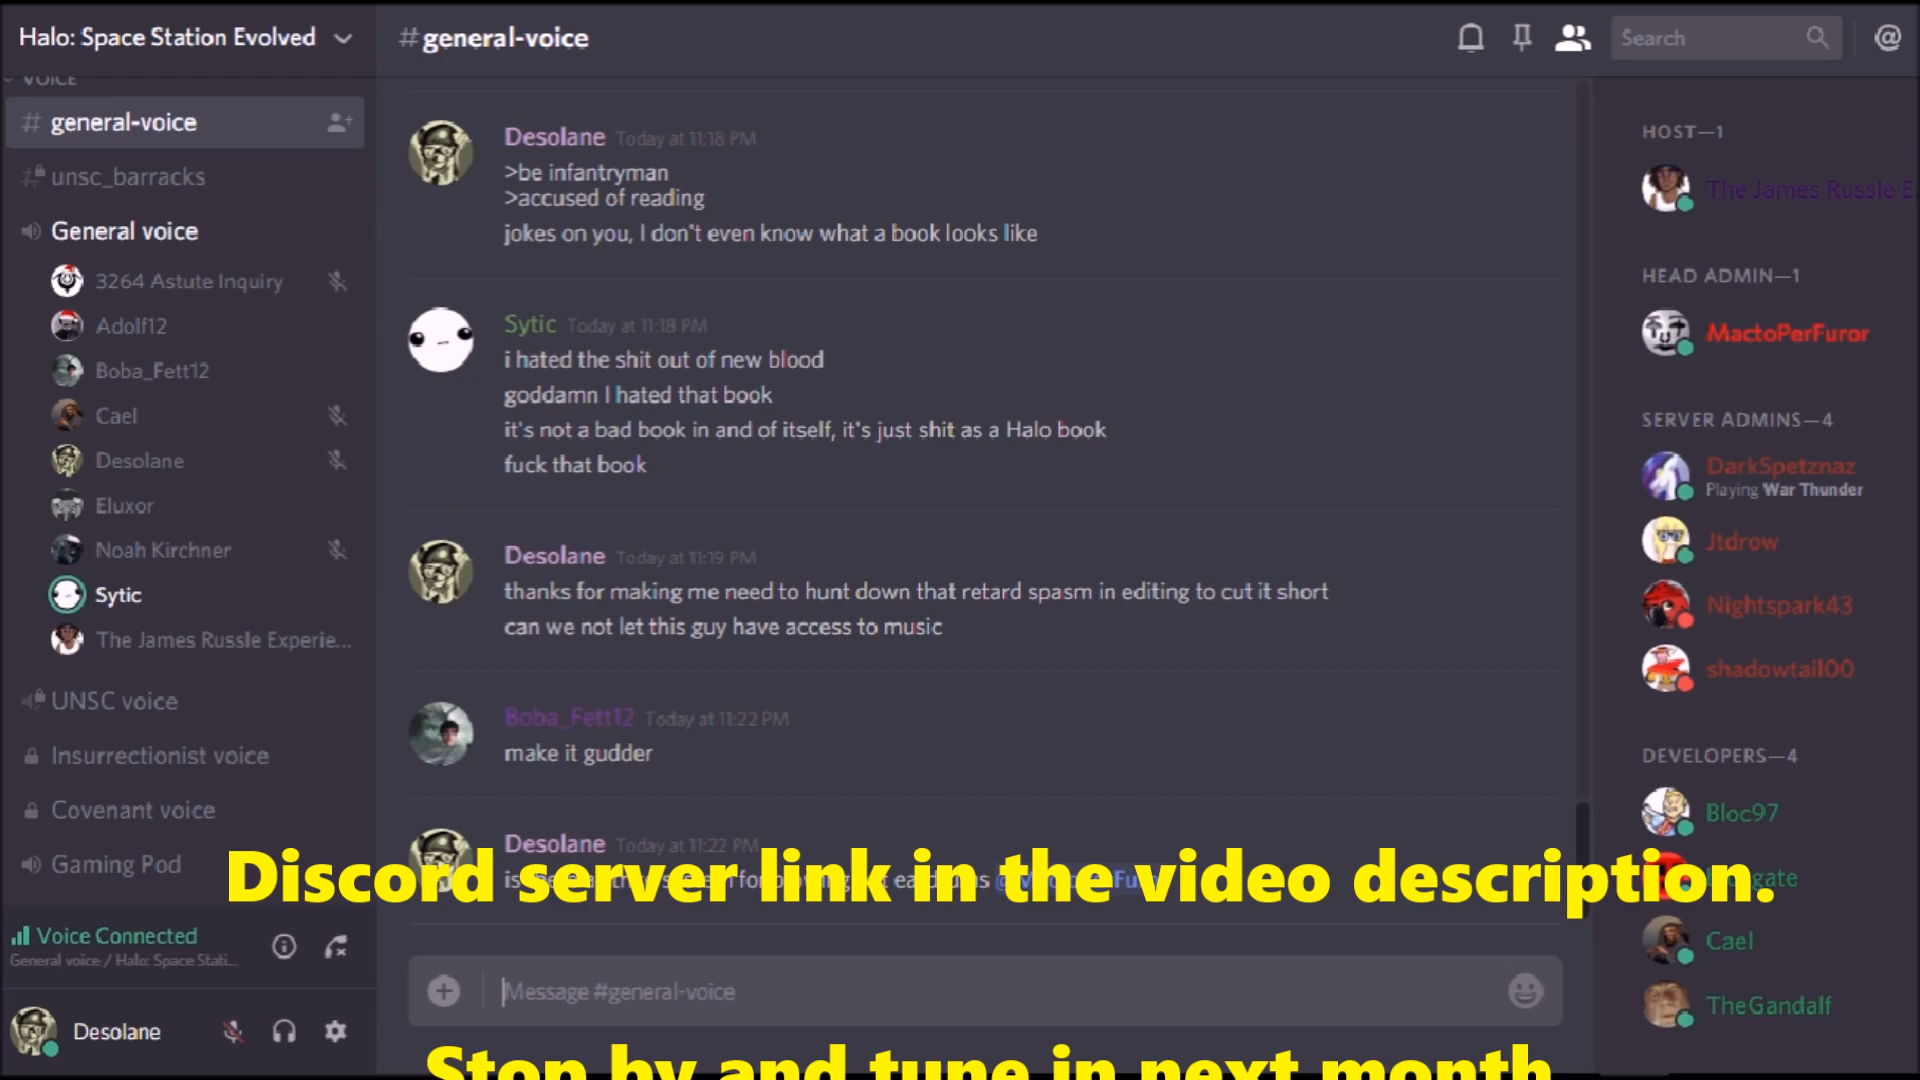 Halo: Space Station Evolved
VOICE
general-voice
unsc_barracks
General voice
3264 Astute Inquiry
Adolf12
Boba_Fett12
Cael
Desolane
Eluxor
Noah Kirchner
Sytic
The James Russle Experie...
UNSC voice
Insurrectionist voice
Covenant voice
Gaming Pod
Voice Connected
General voice / Halo: Space Stati...
Desolane
#general-voice
Search
Desolane Today at 11:18 PM
>be infantryman
>accused of reading
jokes on you, I don't even know what a book looks like
Sytic Today at 11:18 PM
i hated the shit out of new blood
goddamn I hated that book
it's not a bad book in and of itself, it's just shit as a Halo book
fuck that book
Desolane Today at 11:19 PM
thanks for making me need to hunt down that retard spasm in editing to cut it short
can we not let this guy have access to music
Boba_Fett12 Today at 11:22 PM
make it gudder
Desolane Today at 11:22 PM
Message #general-voice
HOST—1
The James Russle E
HEAD ADMIN—1
MactoPerFuror
SERVER ADMINS—4
DarkSpetznaz
Playing War Thunder
Jtdrow
Nightspark43
shadowtail00
DEVELOPERS—4
Bloc97
Cael
TheGandalf
Discord server link in the video description.
Stop by and tune in next month